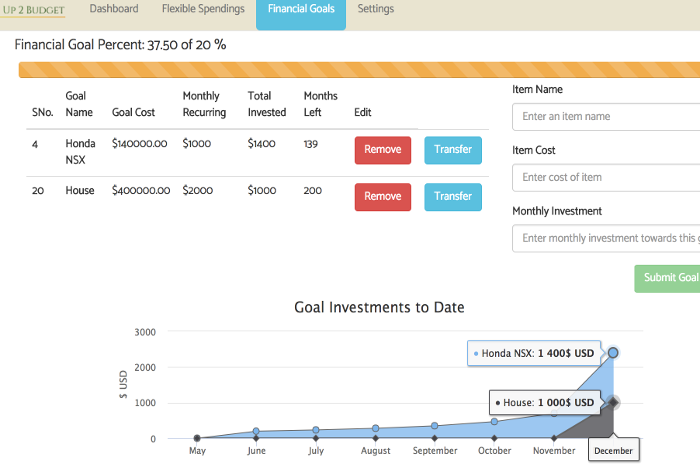 UP 2 BUDGET Dashboard Flexible Spendings Financial Goals Settings
Financial Goal Percent: 37.50 of 20 %
SNo. Goal Name Goal Cost Monthly Recurring Total Invested Months Left Edit
4 Honda NSX $140000.00 $1000 $1400 139 Remove Transfer
20 House $400000.00 $2000 $1000 200 Remove Transfer
Item Name
Enter an item name
Item Cost
Enter cost of item
Monthly Investment
Enter monthly investment towards this
Submit Goal
Goal Investments to Date
$ USD
3000
2000
1000
0
Honda NSX: 1 400$ USD
House: 1 000$ USD
May June July August September October November December